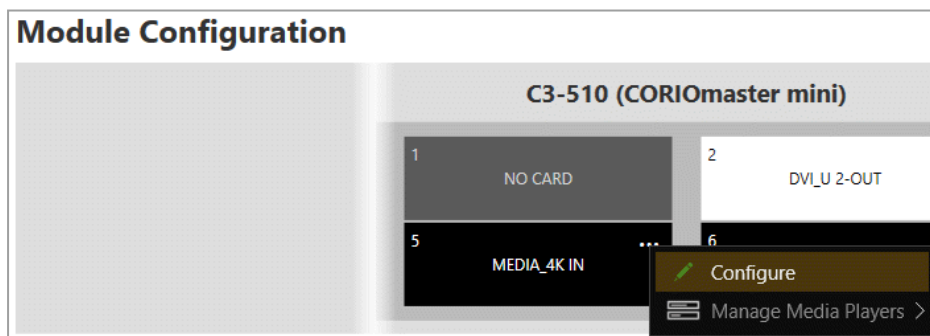 Module Configuration
C3-510 (CORIOmaster mini)
1
NO CARD
2
DVI_U 2-OUT
5
...
MEDIA_4K IN
6
Configure
Manage Media Players >